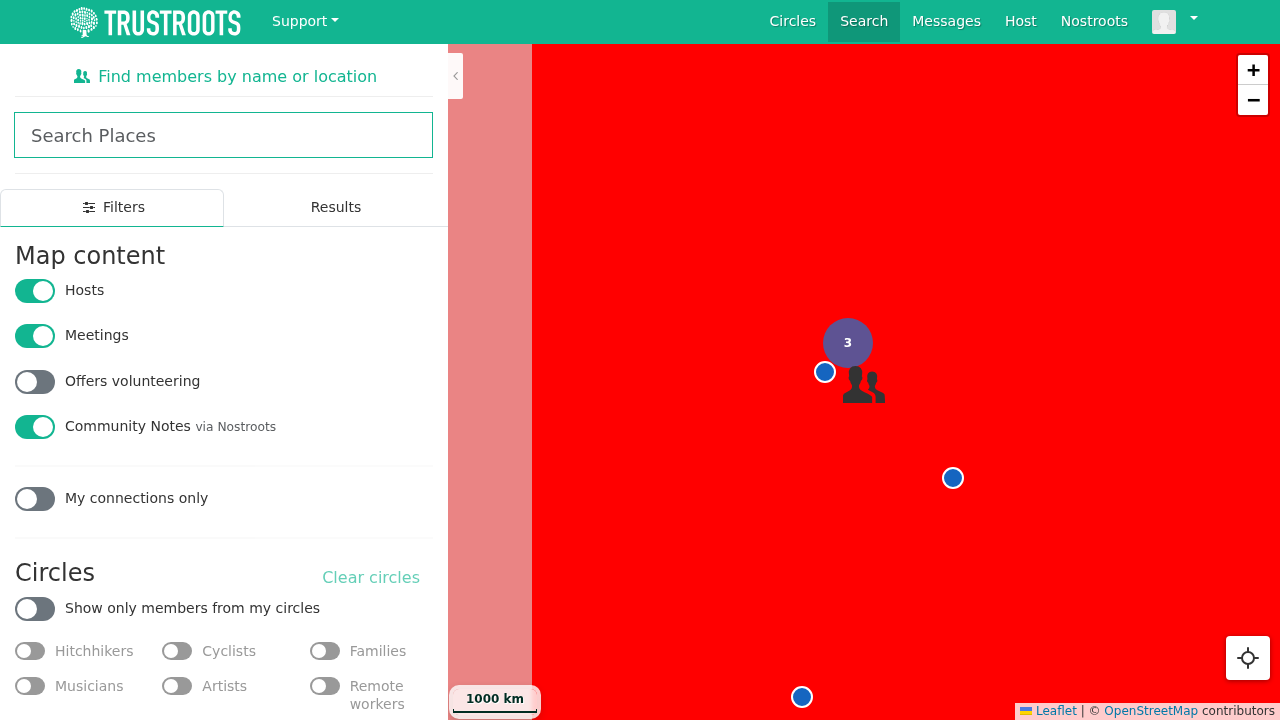 TRUSTROOTS
Support
Circles
Search
Messages
Host
Nostroots
Find members by name or location
Search Places
Filters
Results
Map content
Hosts
Meetings
Offers volunteering
Community Notes via Nostroots
My connections only
Circles
Clear circles
Show only members from my circles
Hitchhikers
Cyclists
Families
Musicians
Artists
Remote
workers
+
−
3
1000 km
Leaflet | © OpenStreetMap contributors